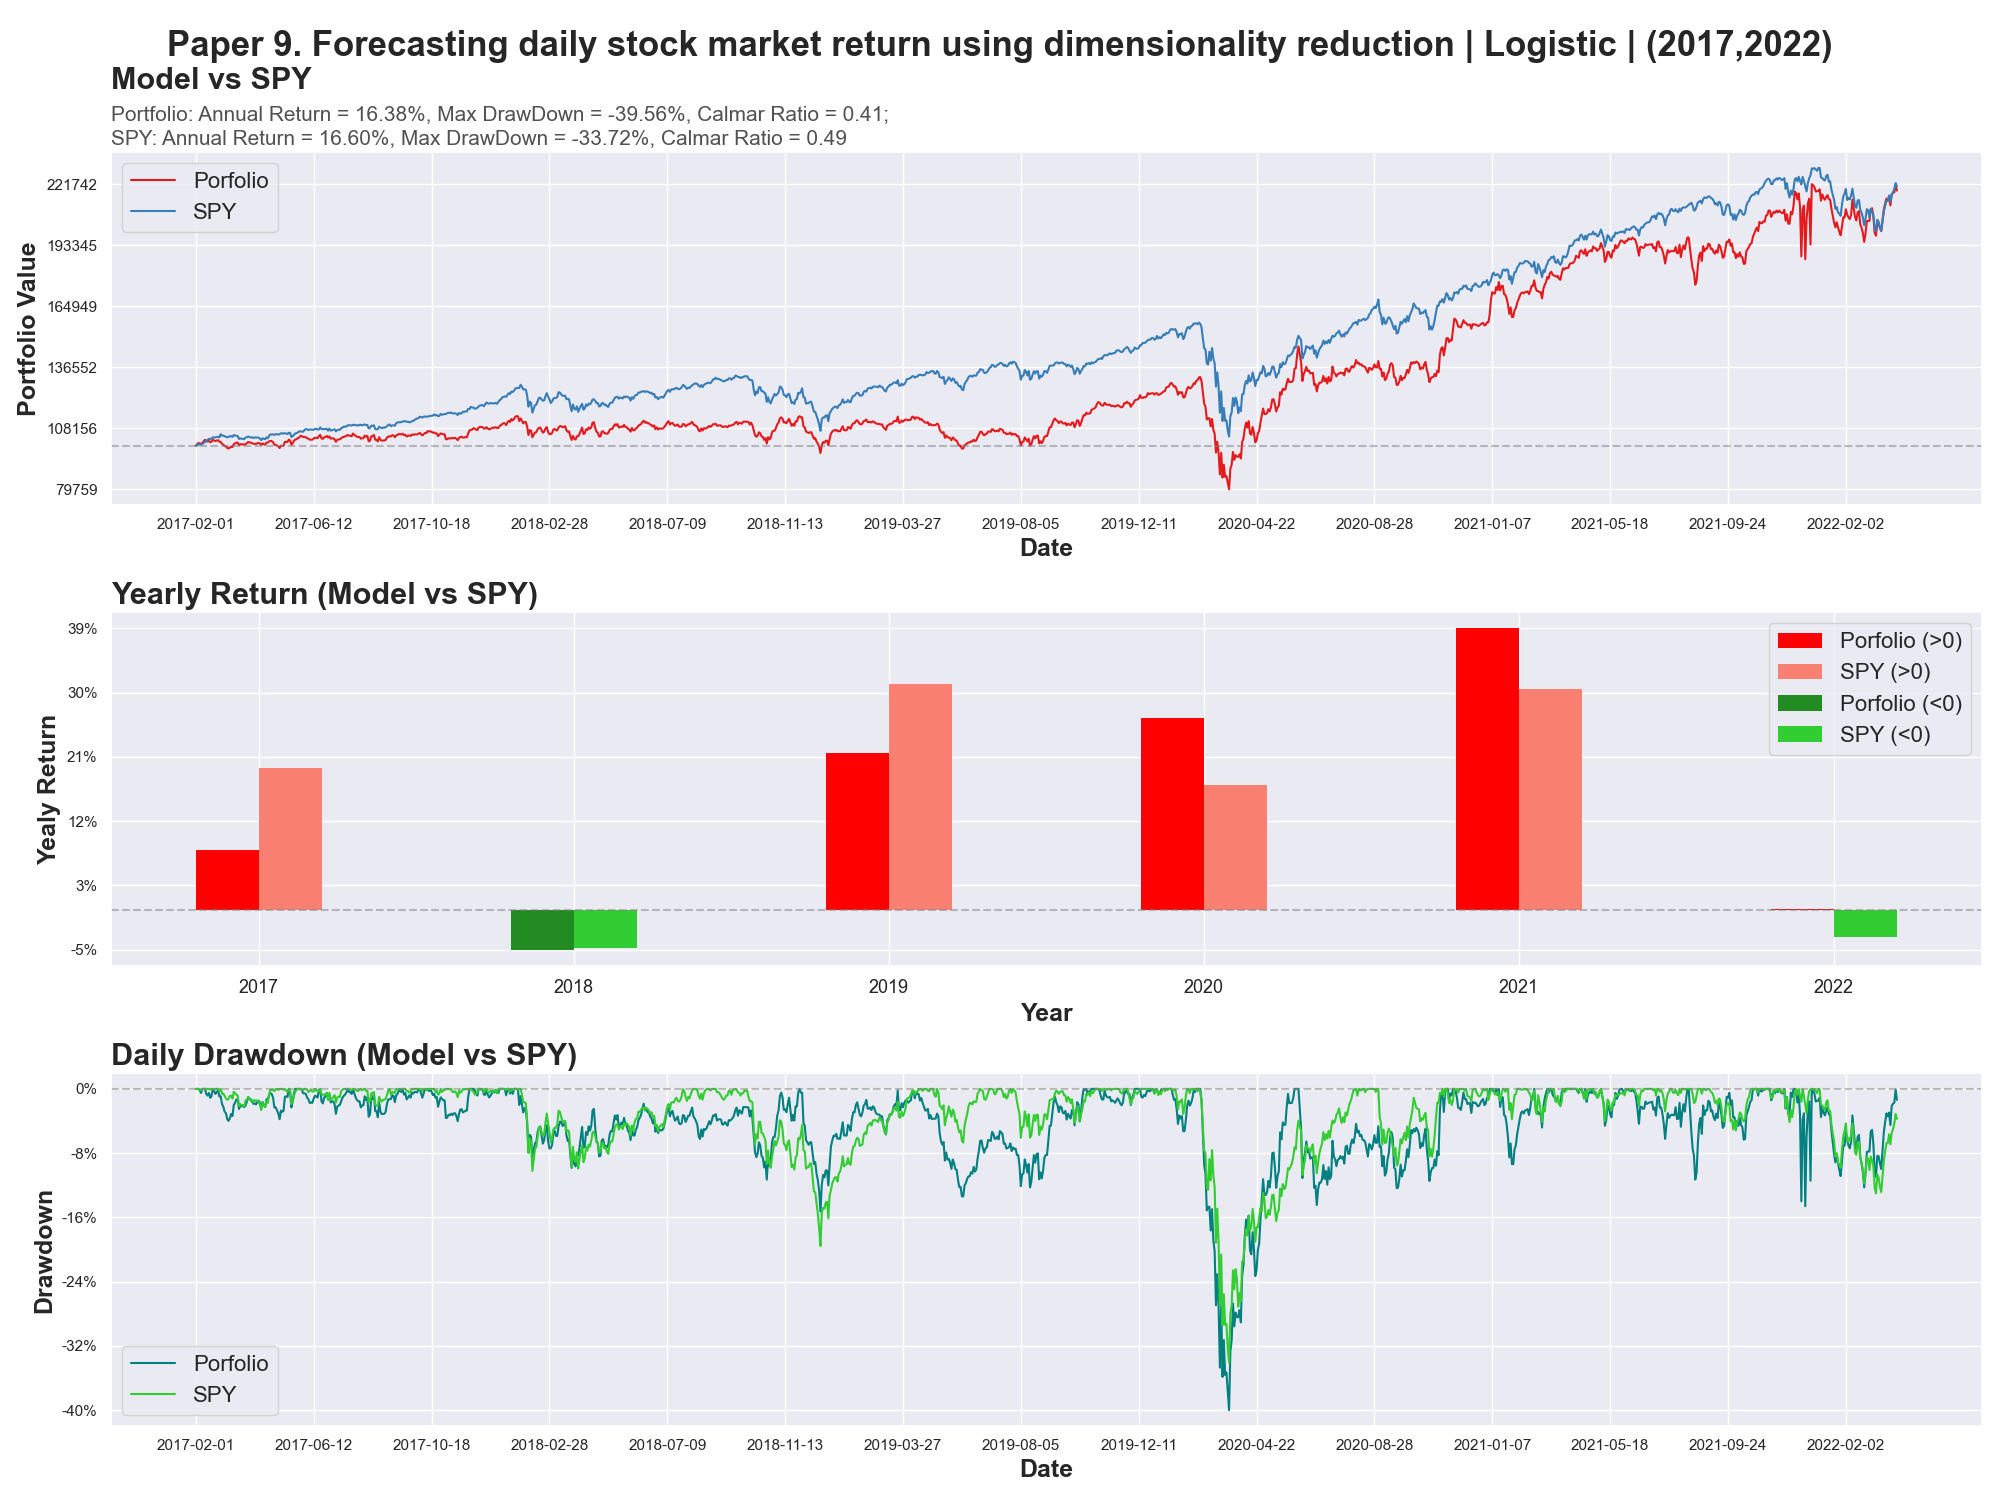 Paper 9. Forecasting daily stock market return using dimensionality reduction | Logistic | (2017,2022)
Model vs SPY
Portfolio: Annual Return = 16.38%, Max DrawDown = -39.56%, Calmar Ratio = 0.41;
SPY: Annual Return = 16.60%, Max DrawDown = -33.72%, Calmar Ratio = 0.49
Porfolio
SPY
Portfolio Value
221742
193345
164949
136552
108156
79759
2017-02-01 2017-06-12 2017-10-18 2018-02-28 2018-07-09 2018-11-13 2019-03-27 2019-08-05 2019-12-11 2020-04-22 2020-08-28 2021-01-07 2021-05-18 2021-09-24 2022-02-02
Date
Yearly Return (Model vs SPY)
Porfolio (>0)
SPY (>0)
Porfolio (<0)
SPY (<0)
Yealy Return
39%
30%
21%
12%
3%
-5%
2017 2018 2019 2020 2021 2022
Year
Daily Drawdown (Model vs SPY)
Drawdown
0%
-8%
-16%
-24%
-32%
-40%
Porfolio
SPY
2017-02-01 2017-06-12 2017-10-18 2018-02-28 2018-07-09 2018-11-13 2019-03-27 2019-08-05 2019-12-11 2020-04-22 2020-08-28 2021-01-07 2021-05-18 2021-09-24 2022-02-02
Date